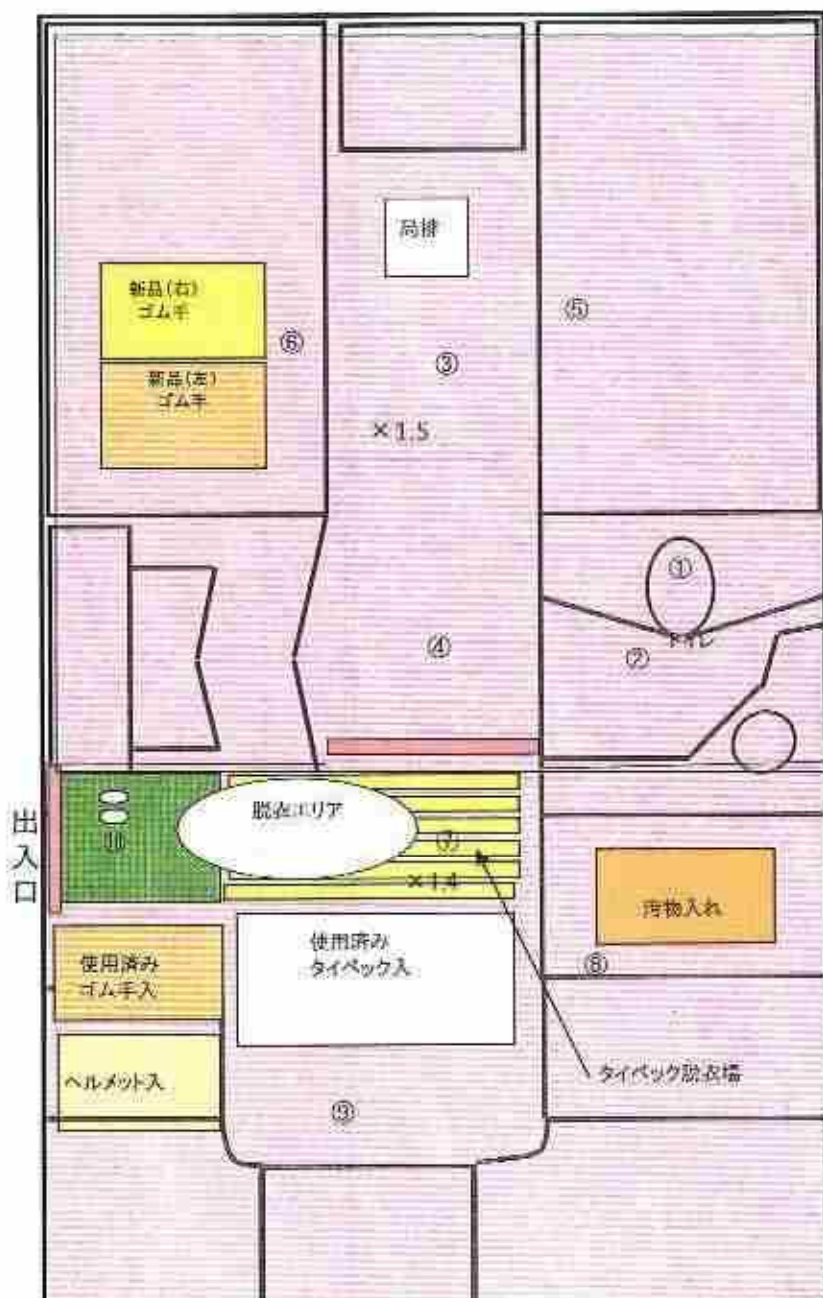 局排
新品(右)
ゴム手
⑤
⑥
③
新品(左)
ゴム手
×1.5
①
④
②
トイレ
出入口
脱衣エリア
⑩
⑦
×1.4
汚物入れ
使用済み
タイベック入
使用済み
ゴム手入
⑧
ヘルメット入
タイベック脱衣場
⑨